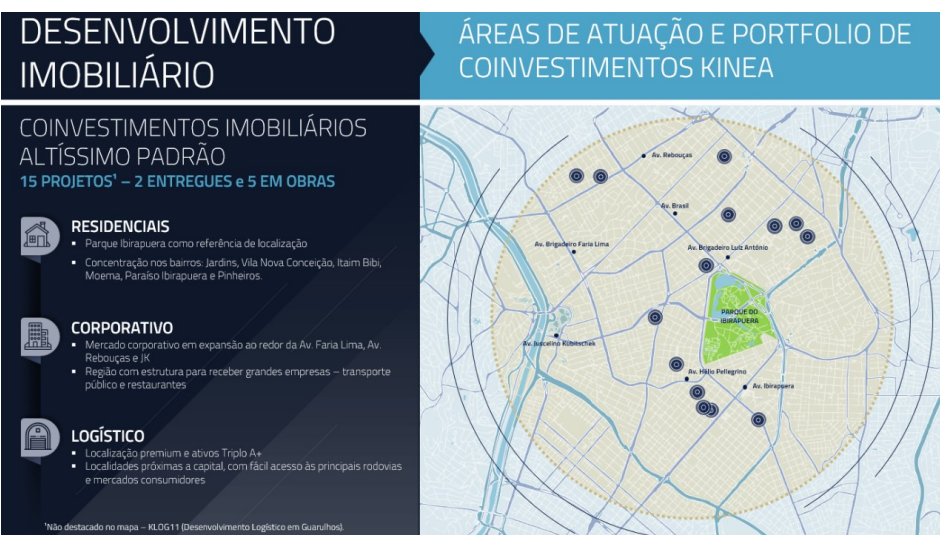 DESENVOLVIMENTO
IMOBILIÁRIO
ÁREAS DE ATUAÇÃO E PORTFOLIO DE
COINVESTIMENTOS KINEA
COINVESTIMENTOS IMOBILIÁRIOS
ALTÍSSIMO PADRÃO
15 PROJETOS¹ – 2 ENTREGUES e 5 EM OBRAS
RESIDENCIAIS
▪ Parque Ibirapuera como referência de localização
▪ Concentração nos bairros: Jardins, Vila Nova Conceição, Itaim Bibi,
Moema, Paraíso Ibirapuera e Pinheiros.
CORPORATIVO
▪ Mercado corporativo em expansão ao redor da Av. Faria Lima, Av.
Rebouças e JK
▪ Região com estrutura para receber grandes empresas – transporte
público e restaurantes
LOGÍSTICO
▪ Localização premium e ativos Triplo A+
▪ Localidades próximas a capital, com fácil acesso às principais rodovias
e mercados consumidores
¹Não destacado no mapa – KLOG11 (Desenvolvimento Logístico em Guarulhos).
Av. Rebouças
Av. Brasil
Av. Brigadeiro Faria Lima
Av. Brigadeiro Luiz Antônio
PARQUE DO
IBIRAPUERA
Av. Juscelino Kubitschek
Av. Hélio Pellegrino
Av. Ibirapuera